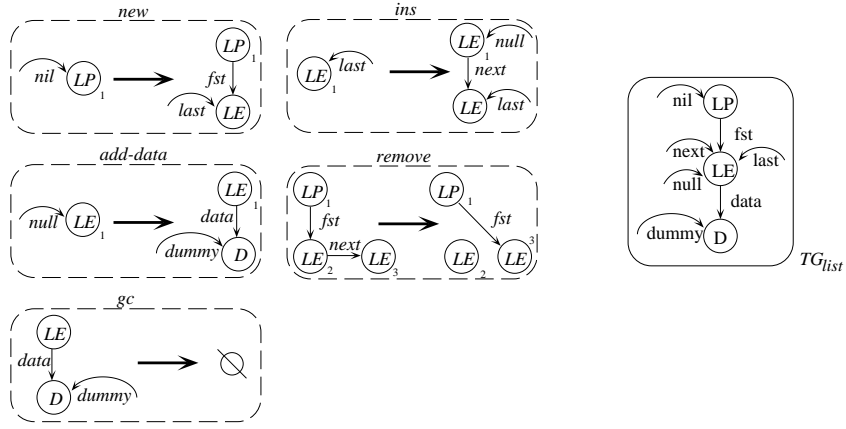 new
nil LP 1
LP 1
fst
last LE
ins
LE 1 last
LE 1 null
next
LE last
add-data
null LE 1
LE 1
data
dummy D
remove
LP 1
fst
LE 2 next LE 3
LP 1
fst
LE 2 LE 3
gc
LE
data
D dummy
nil LP
fst
next
LE last
null
data
dummy D
TGlist